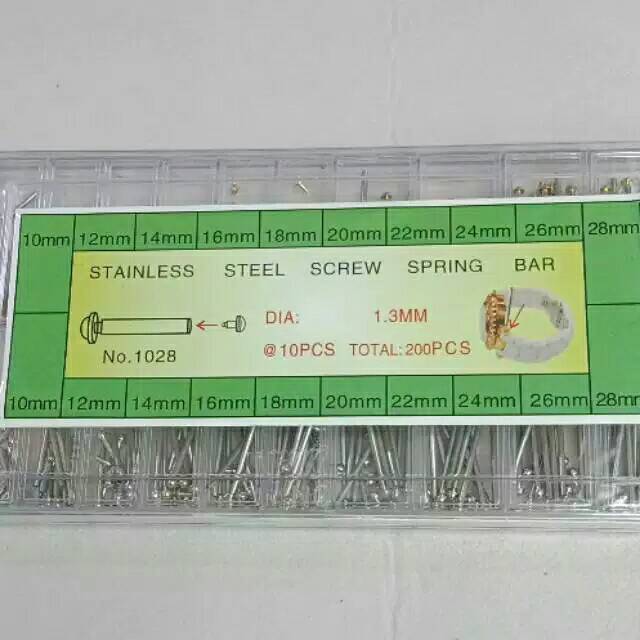 10mm 12mm 14mm 16mm 18mm 20mm 22mm 24mm 26mm 28mm
STAINLESS STEEL SCREW SPRING BAR
DIA: 1.3MM
No.1028
@10PCS TOTAL:200PCS
10mm 12mm 14mm 16mm 18mm 20mm 22mm 24mm 26mm 28mm